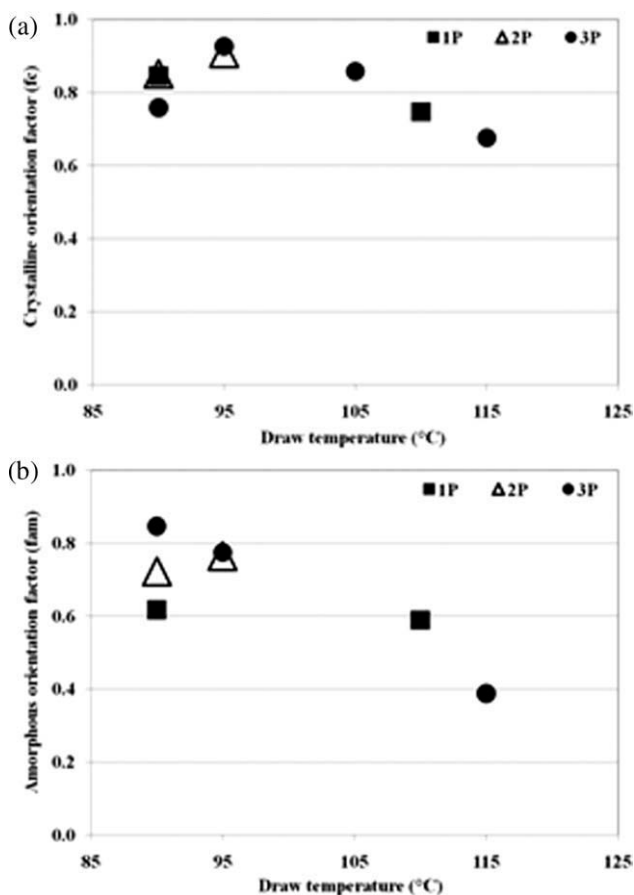 (a)
1.0
1P 2P 3P
0.8
0.6
0.4
0.2
0.0
Crystalline orientation factor (fc)
85 95 105 115 125
Draw temperature (°C)
(b)
1.0
1P 2P 3P
0.8
0.6
0.4
0.2
0.0
Amorphous orientation factor (fam)
85 95 105 115 125
Draw temperature (°C)